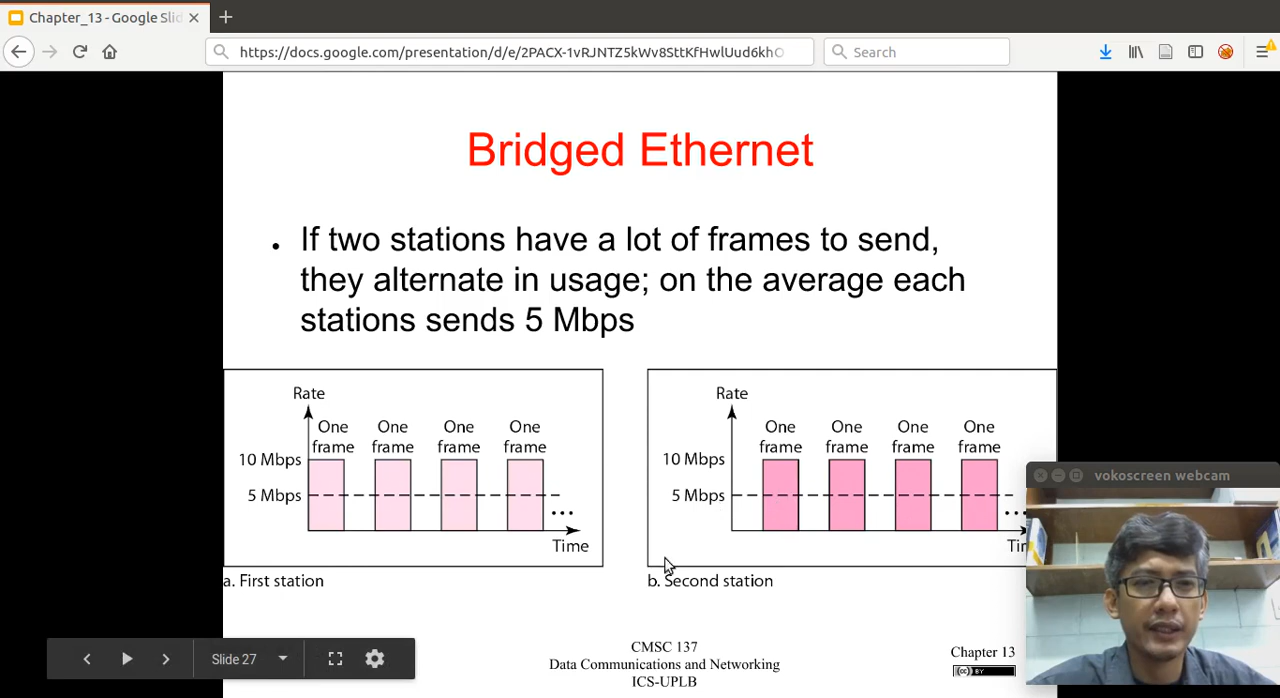 Chapter_13 - Google Slid
https://docs.google.com/presentation/d/e/2PACX-1vRJNTZ5kWv8SttKfHwlUud6khO
Search
Bridged Ethernet
• If two stations have a lot of frames to send,
they alternate in usage; on the average each
stations sends 5 Mbps
Rate
One One One One
frame frame frame frame
10 Mbps
5 Mbps
...
Time
a. First station
Rate
One One One One
frame frame frame frame
10 Mbps
5 Mbps
...
Tim
b. Second station
vokoscreen webcam
Slide 27
CMSC 137
Data Communications and Networking
ICS-UPLB
Chapter 13
(cc) BY